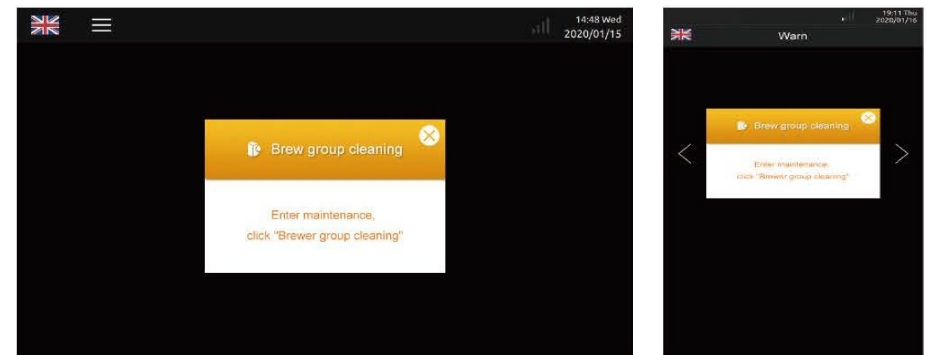 14:48 Wed
2020/01/15
Brew group cleaning
Enter maintenance,
click "Brewer group cleaning"
19:11 Thu
2020/01/16
Warn
Brew group cleaning
Enter maintenance,
click "Brewer group cleaning"